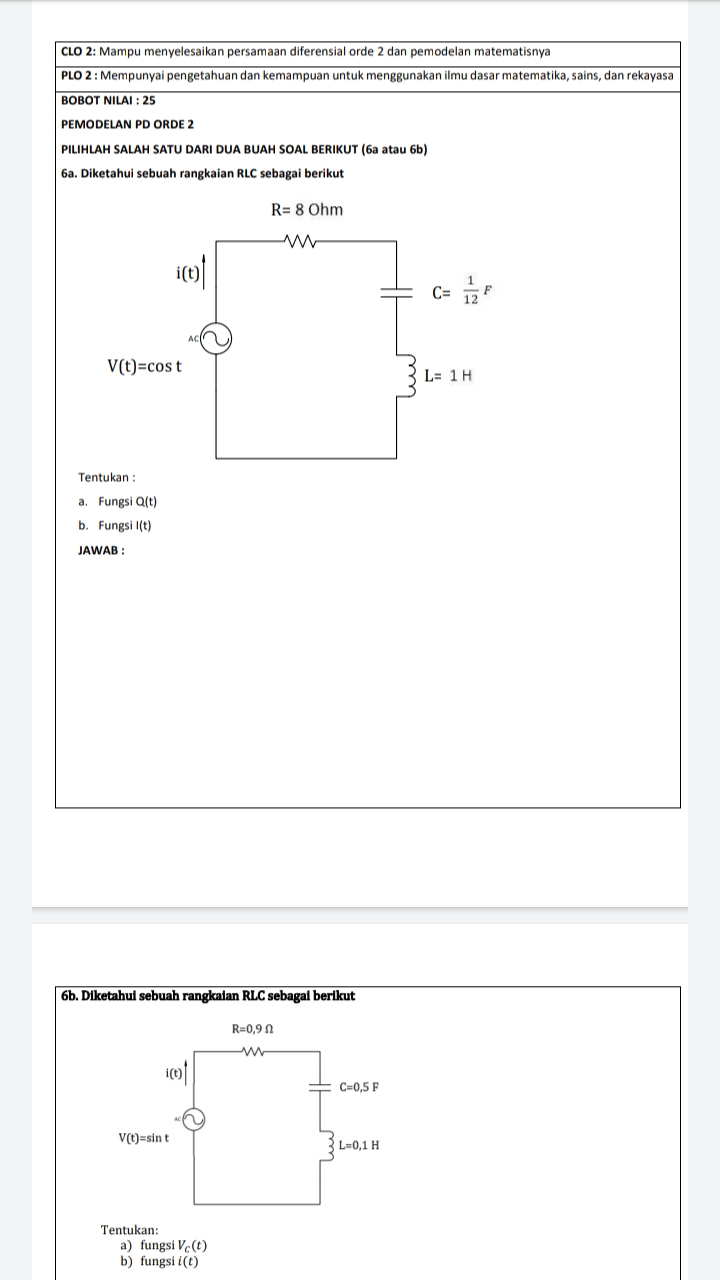 CLO 2: Mampu menyelesaikan persamaan diferensial orde 2 dan pemodelan matematisnya
PLO 2 : Mempunyai pengetahuan dan kemampuan untuk menggunakan ilmu dasar matematika, sains, dan rekayasa
BOBOT NILAI : 25
PEMODELAN PD ORDE 2
PILIHLAH SALAH SATU DARI DUA BUAH SOAL BERIKUT (6a atau 6b)
6a. Diketahui sebuah rangkaian RLC sebagai berikut
R= 8 Ohm
i(t)
C= 1/12 F
AC
V(t)=cos t
L= 1 H
Tentukan :
a. Fungsi Q(t)
b. Fungsi I(t)
JAWAB :
6b. Diketahui sebuah rangkaian RLC sebagai berikut
R=0,9 Ω
i(t)
C=0,5 F
AC
V(t)=sin t
L=0,1 H
Tentukan:
a) fungsi V_C(t)
b) fungsi i(t)